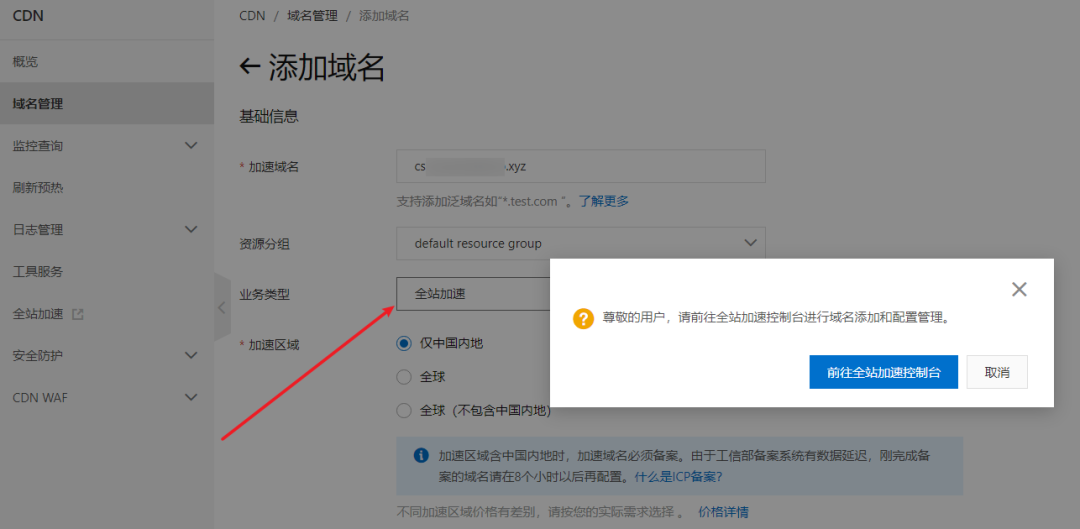 CDN
CDN / 域名管理 / 添加域名
概览
域名管理
监控查询
刷新预热
日志管理
工具服务
全站加速
安全防护
CDN WAF
← 添加域名
基础信息
* 加速域名
cs .xyz
支持添加泛域名如“*.test.com ”。了解更多
资源分组
default resource group
业务类型
全站加速
* 加速区域
仅中国内地
全球
全球（不包含中国内地）
加速区域含中国内地时，加速域名必须备案。由于工信部备案系统有数据延迟，刚完成备
案的域名请在8个小时以后再配置。什么是ICP备案?
不同加速区域价格有差别，请按您的实际需求选择 。 价格详情
尊敬的用户，请前往全站加速控制台进行域名添加和配置管理。
前往全站加速控制台
取消